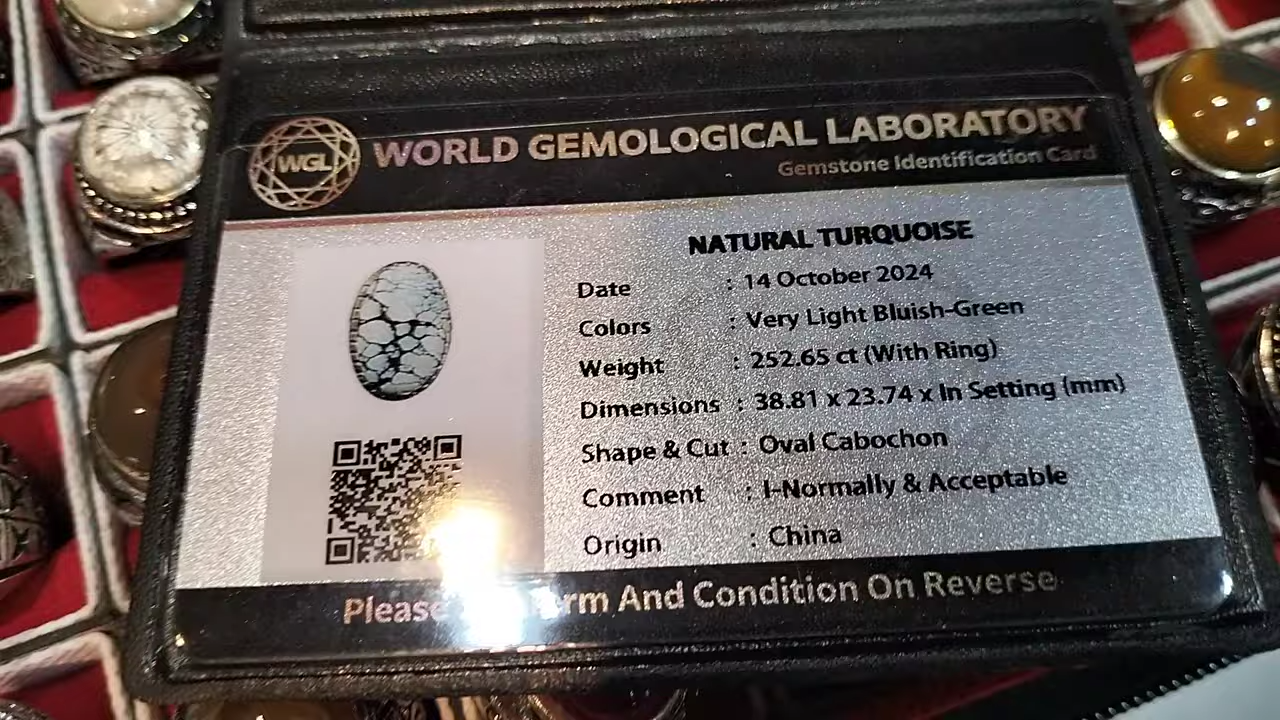 WGL
WORLD GEMOLOGICAL LABORATORY
Gemstone Identification Card
NATURAL TURQUOISE
Date : 14 October 2024
Colors : Very Light Bluish-Green
Weight : 252.65 ct (With Ring)
Dimensions : 38.81 x 23.74 x In Setting (mm)
Shape & Cut : Oval Cabochon
Comment : I-Normally & Acceptable
Origin : China
Please And Condition On Reverse